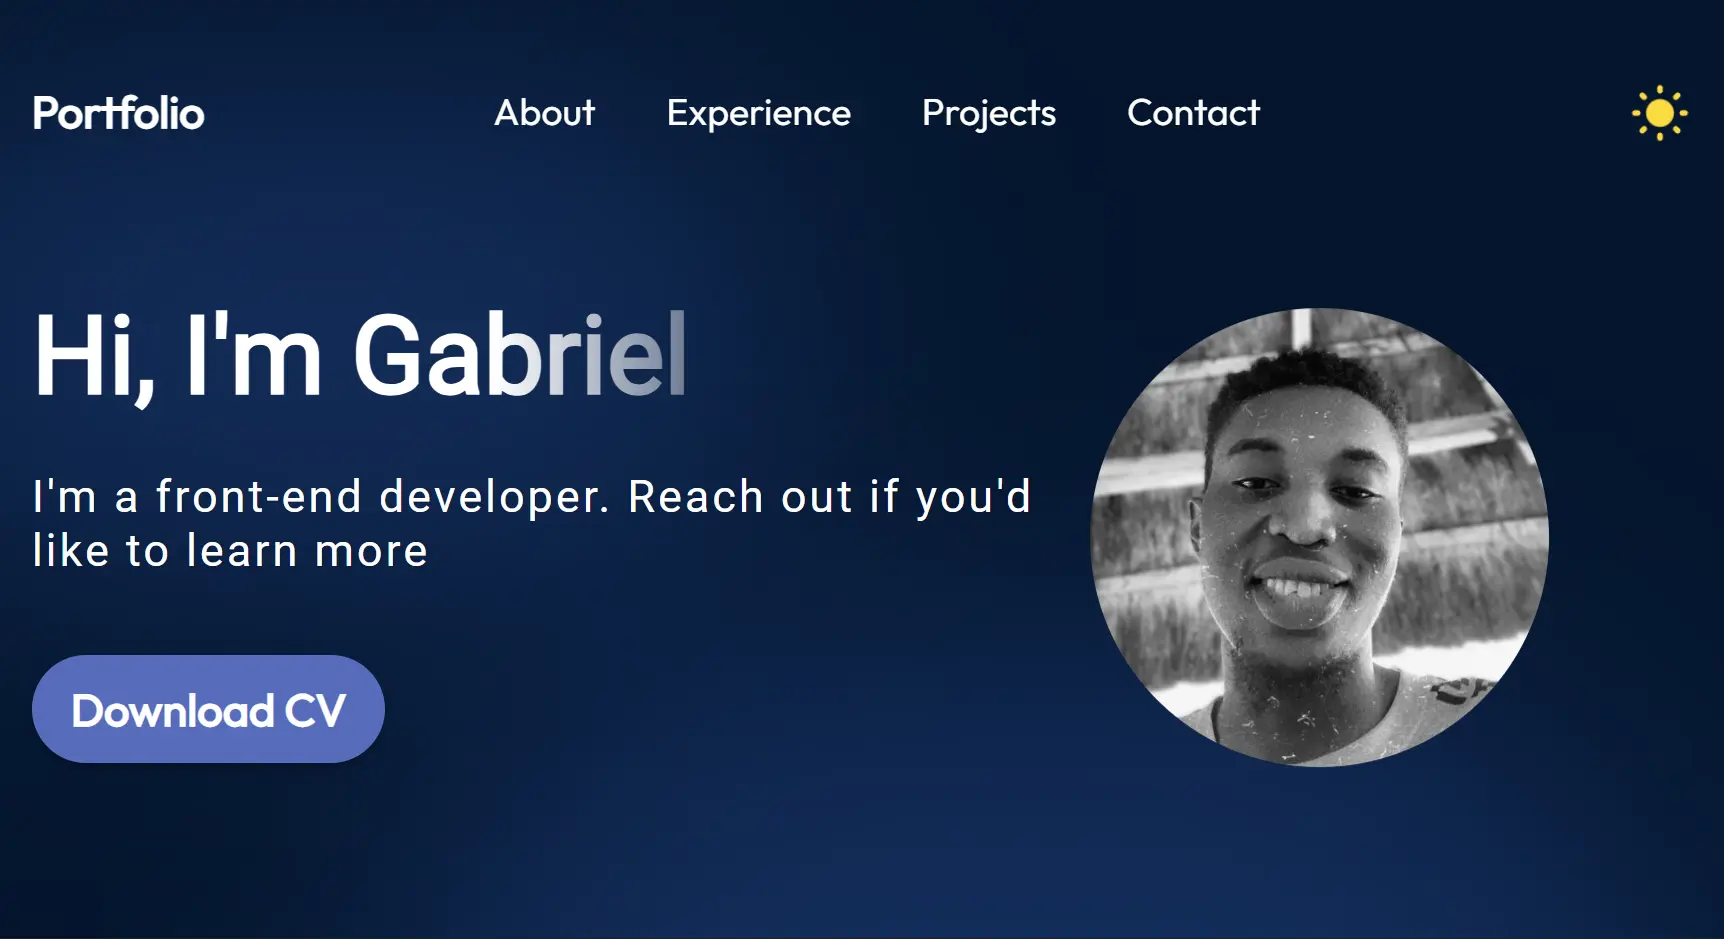 Portfolio
About
Experience
Projects
Contact
Hi, I'm Gabriel
I'm a front-end developer. Reach out if you'd
like to learn more
Download CV